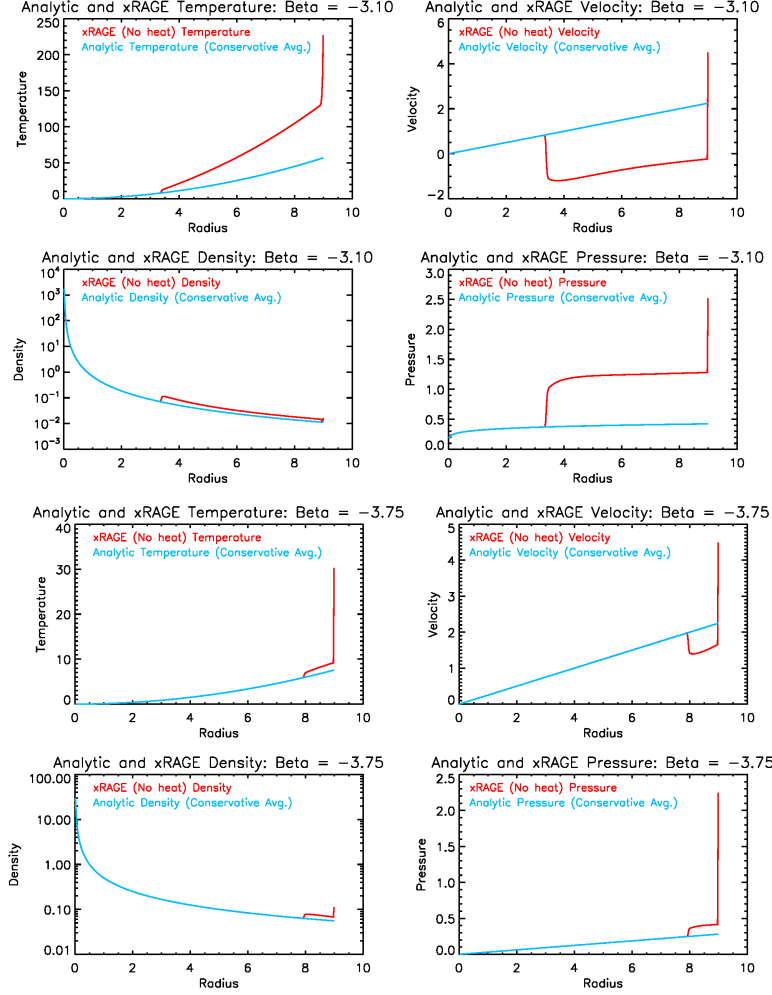 Analytic and xRAGE Temperature: Beta = −3.10
xRAGE (No heat) Temperature
Analytic Temperature (Conservative Avg.)
Temperature
250
200
150
100
50
0
0 2 4 6 8 10
Radius
Analytic and xRAGE Velocity: Beta = −3.10
xRAGE (No heat) Velocity
Analytic Velocity (Conservative Avg.)
Velocity
6
4
2
0
−2
0 2 4 6 8 10
Radius
Analytic and xRAGE Density: Beta = −3.10
xRAGE (No heat) Density
Analytic Density (Conservative Avg.)
Density
10⁴
10³
10²
10¹
10⁰
10⁻¹
10⁻²
10⁻³
0 2 4 6 8 10
Radius
Analytic and xRAGE Pressure: Beta = −3.10
xRAGE (No heat) Pressure
Analytic Pressure (Conservative Avg.)
Pressure
3.0
2.5
2.0
1.5
1.0
0.5
0.0
0 2 4 6 8 10
Radius
Analytic and xRAGE Temperature: Beta = −3.75
xRAGE (No heat) Temperature
Analytic Temperature (Conservative Avg.)
Temperature
40
30
20
10
0
0 2 4 6 8 10
Radius
Analytic and xRAGE Velocity: Beta = −3.75
xRAGE (No heat) Velocity
Analytic Velocity (Conservative Avg.)
Velocity
5
4
3
2
1
0
0 2 4 6 8 10
Radius
Analytic and xRAGE Density: Beta = −3.75
xRAGE (No heat) Density
Analytic Density (Conservative Avg.)
Density
100.00
10.00
1.00
0.10
0.01
0 2 4 6 8 10
Radius
Analytic and xRAGE Pressure: Beta = −3.75
xRAGE (No heat) Pressure
Analytic Pressure (Conservative Avg.)
Pressure
2.5
2.0
1.5
1.0
0.5
0.0
0 2 4 6 8 10
Radius